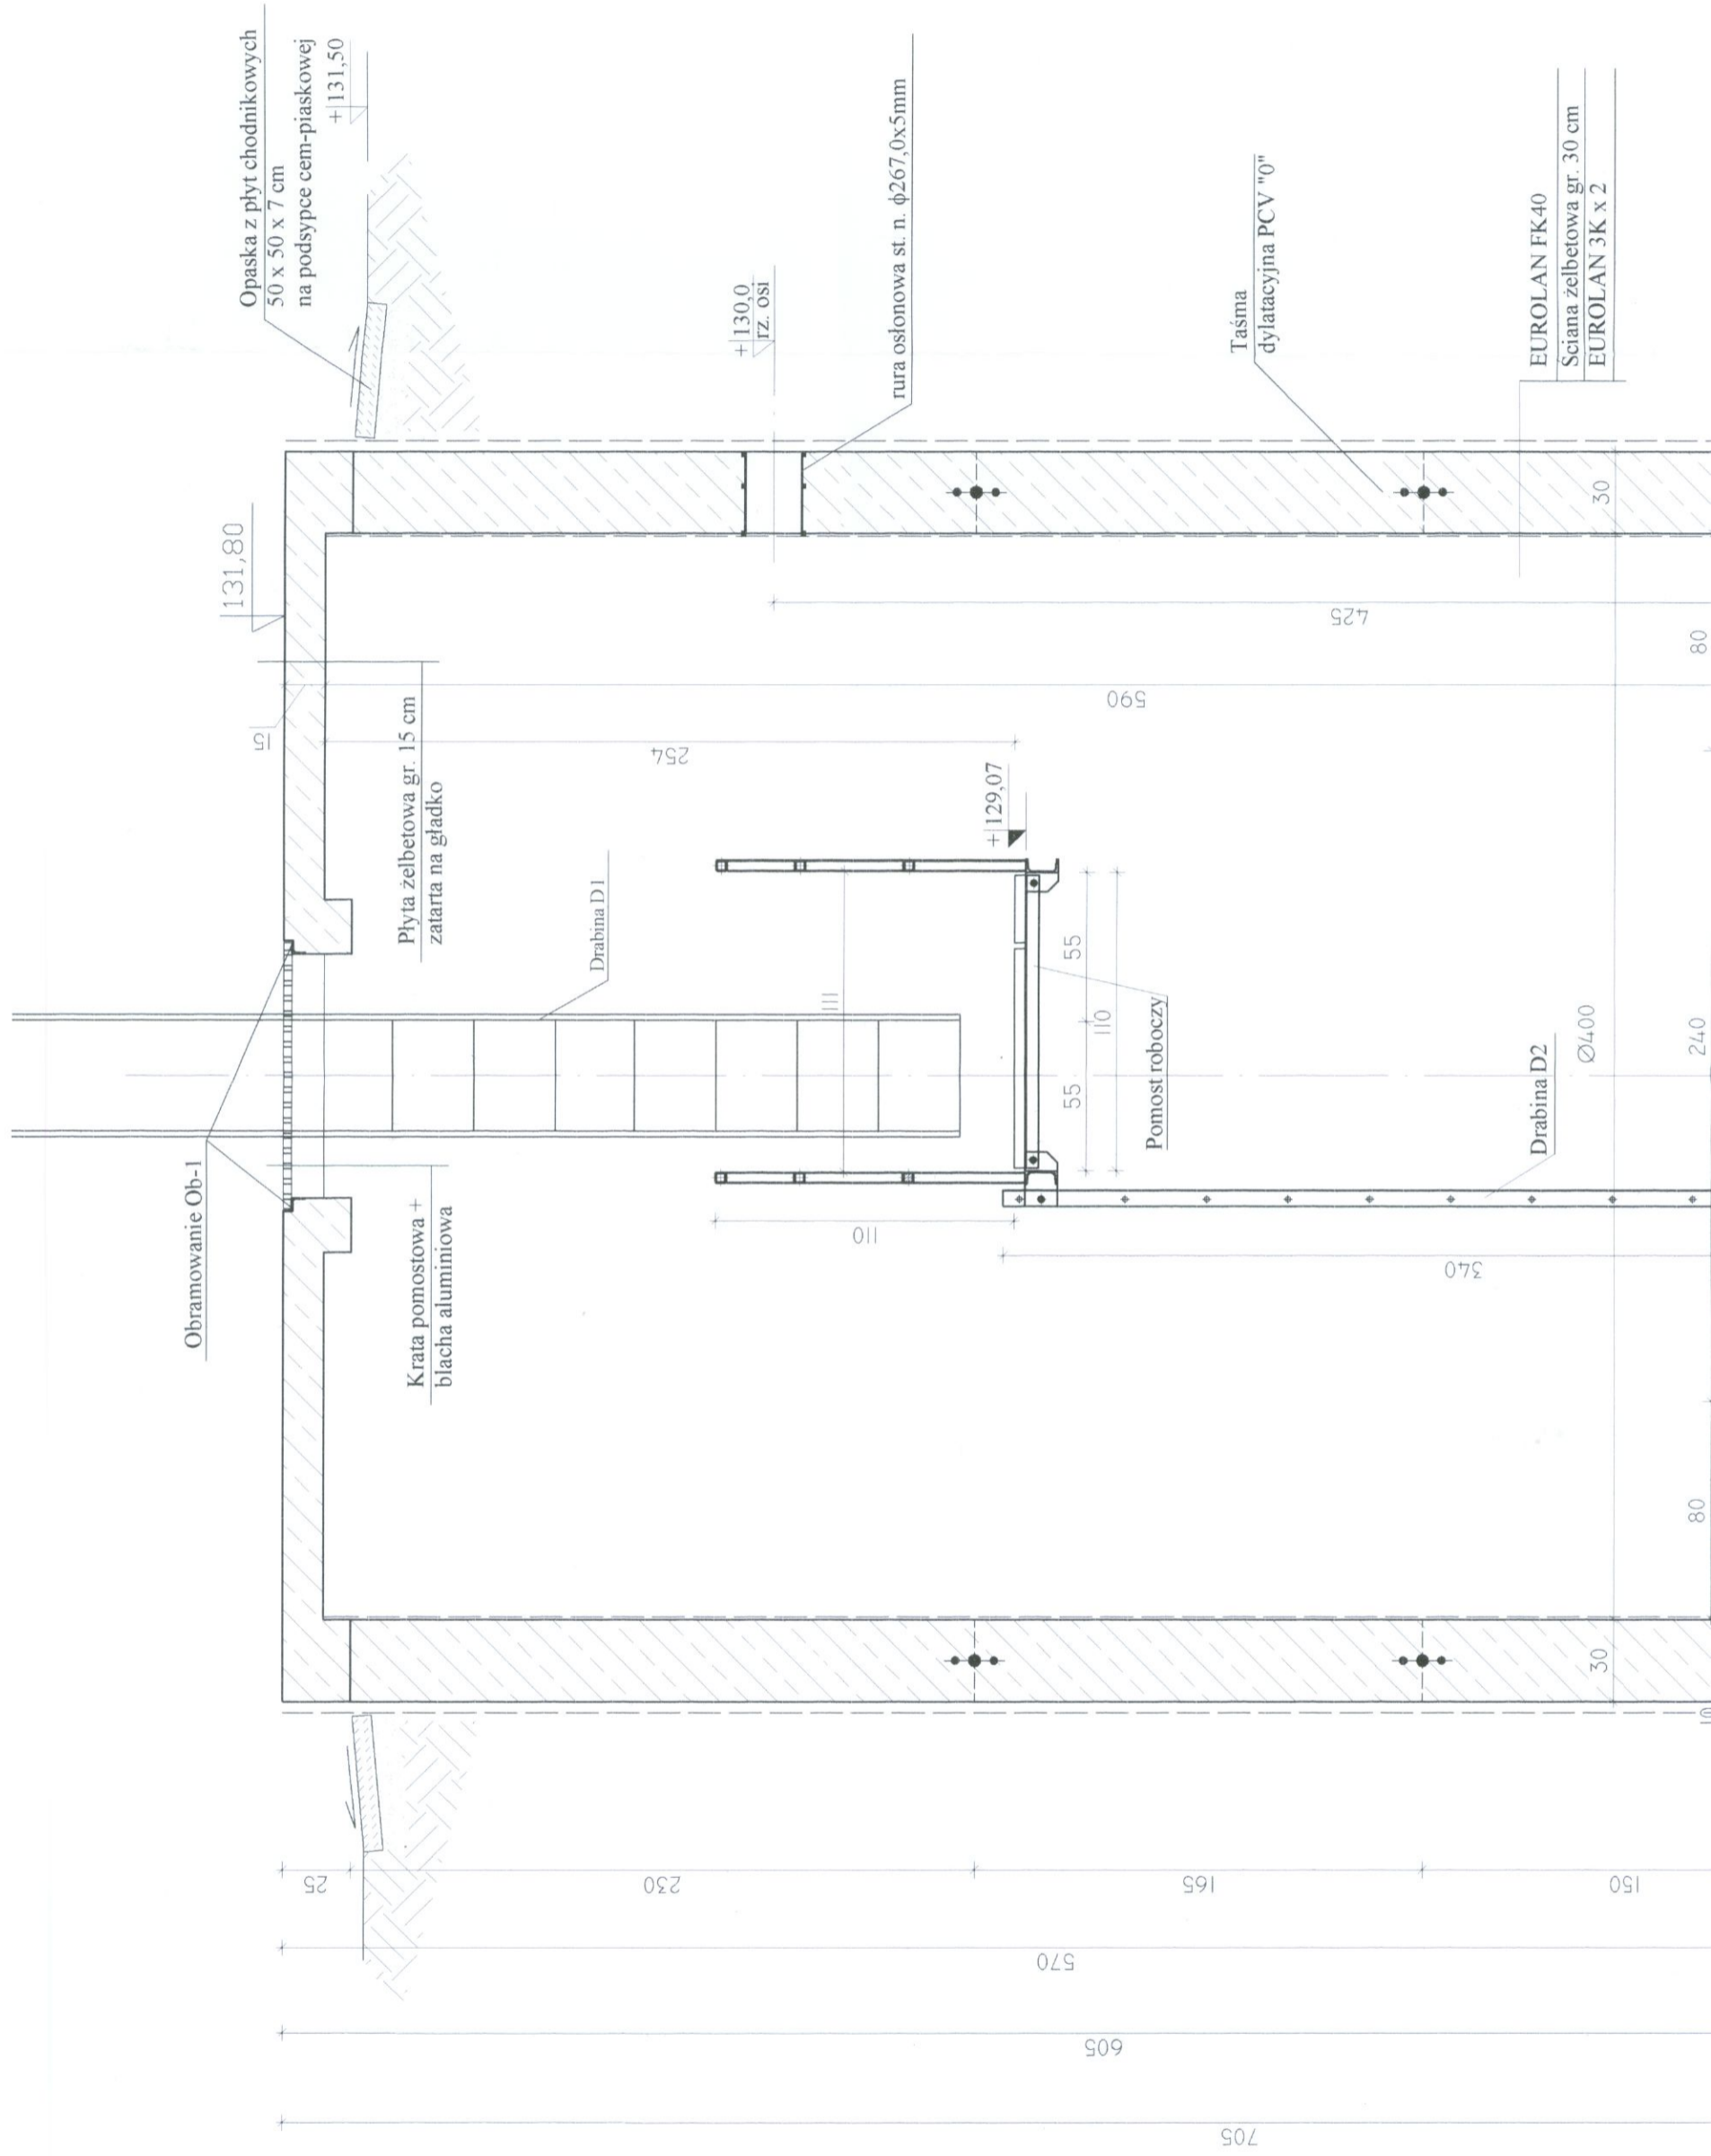 Opaska z płyt chodnikowych
50 x 50 x 7 cm
na podsypce cem-piaskowej
+131,50
131,80
15
Płyta żelbetowa gr. 15 cm
zatarta na gładko
Obramowanie Ob-1
Krata pomostowa +
blacha aluminiowa
Drabina D1
+130,0
rz. osi
rura osłonowa st. n. ϕ267,0x5mm
254
590
425
+129,07
111
110
55
55
110
Pomost roboczy
340
Drabina D2
Taśma
dylatacyjna PCV "0"
EUROLAN FK40
Sciana żelbetowa gr. 30 cm
EUROLAN 3K x 2
30
Ø400
30
80
240
80
10
25
230
165
150
570
605
705